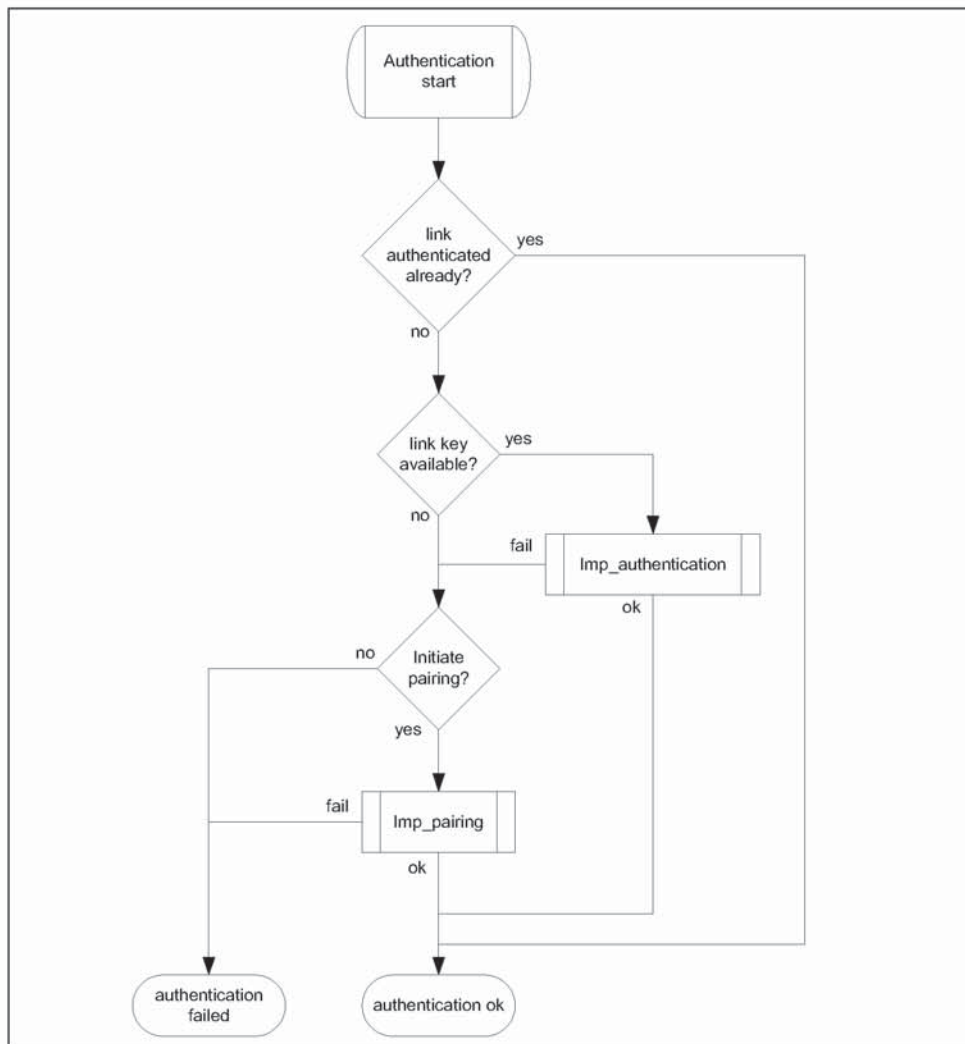 Authentication
start
link
authenticated
already?
yes
no
link key
available?
yes
no
fail
lmp_authentication
ok
no
Initiate
pairing?
yes
fail
lmp_pairing
ok
authentication
failed
authentication ok